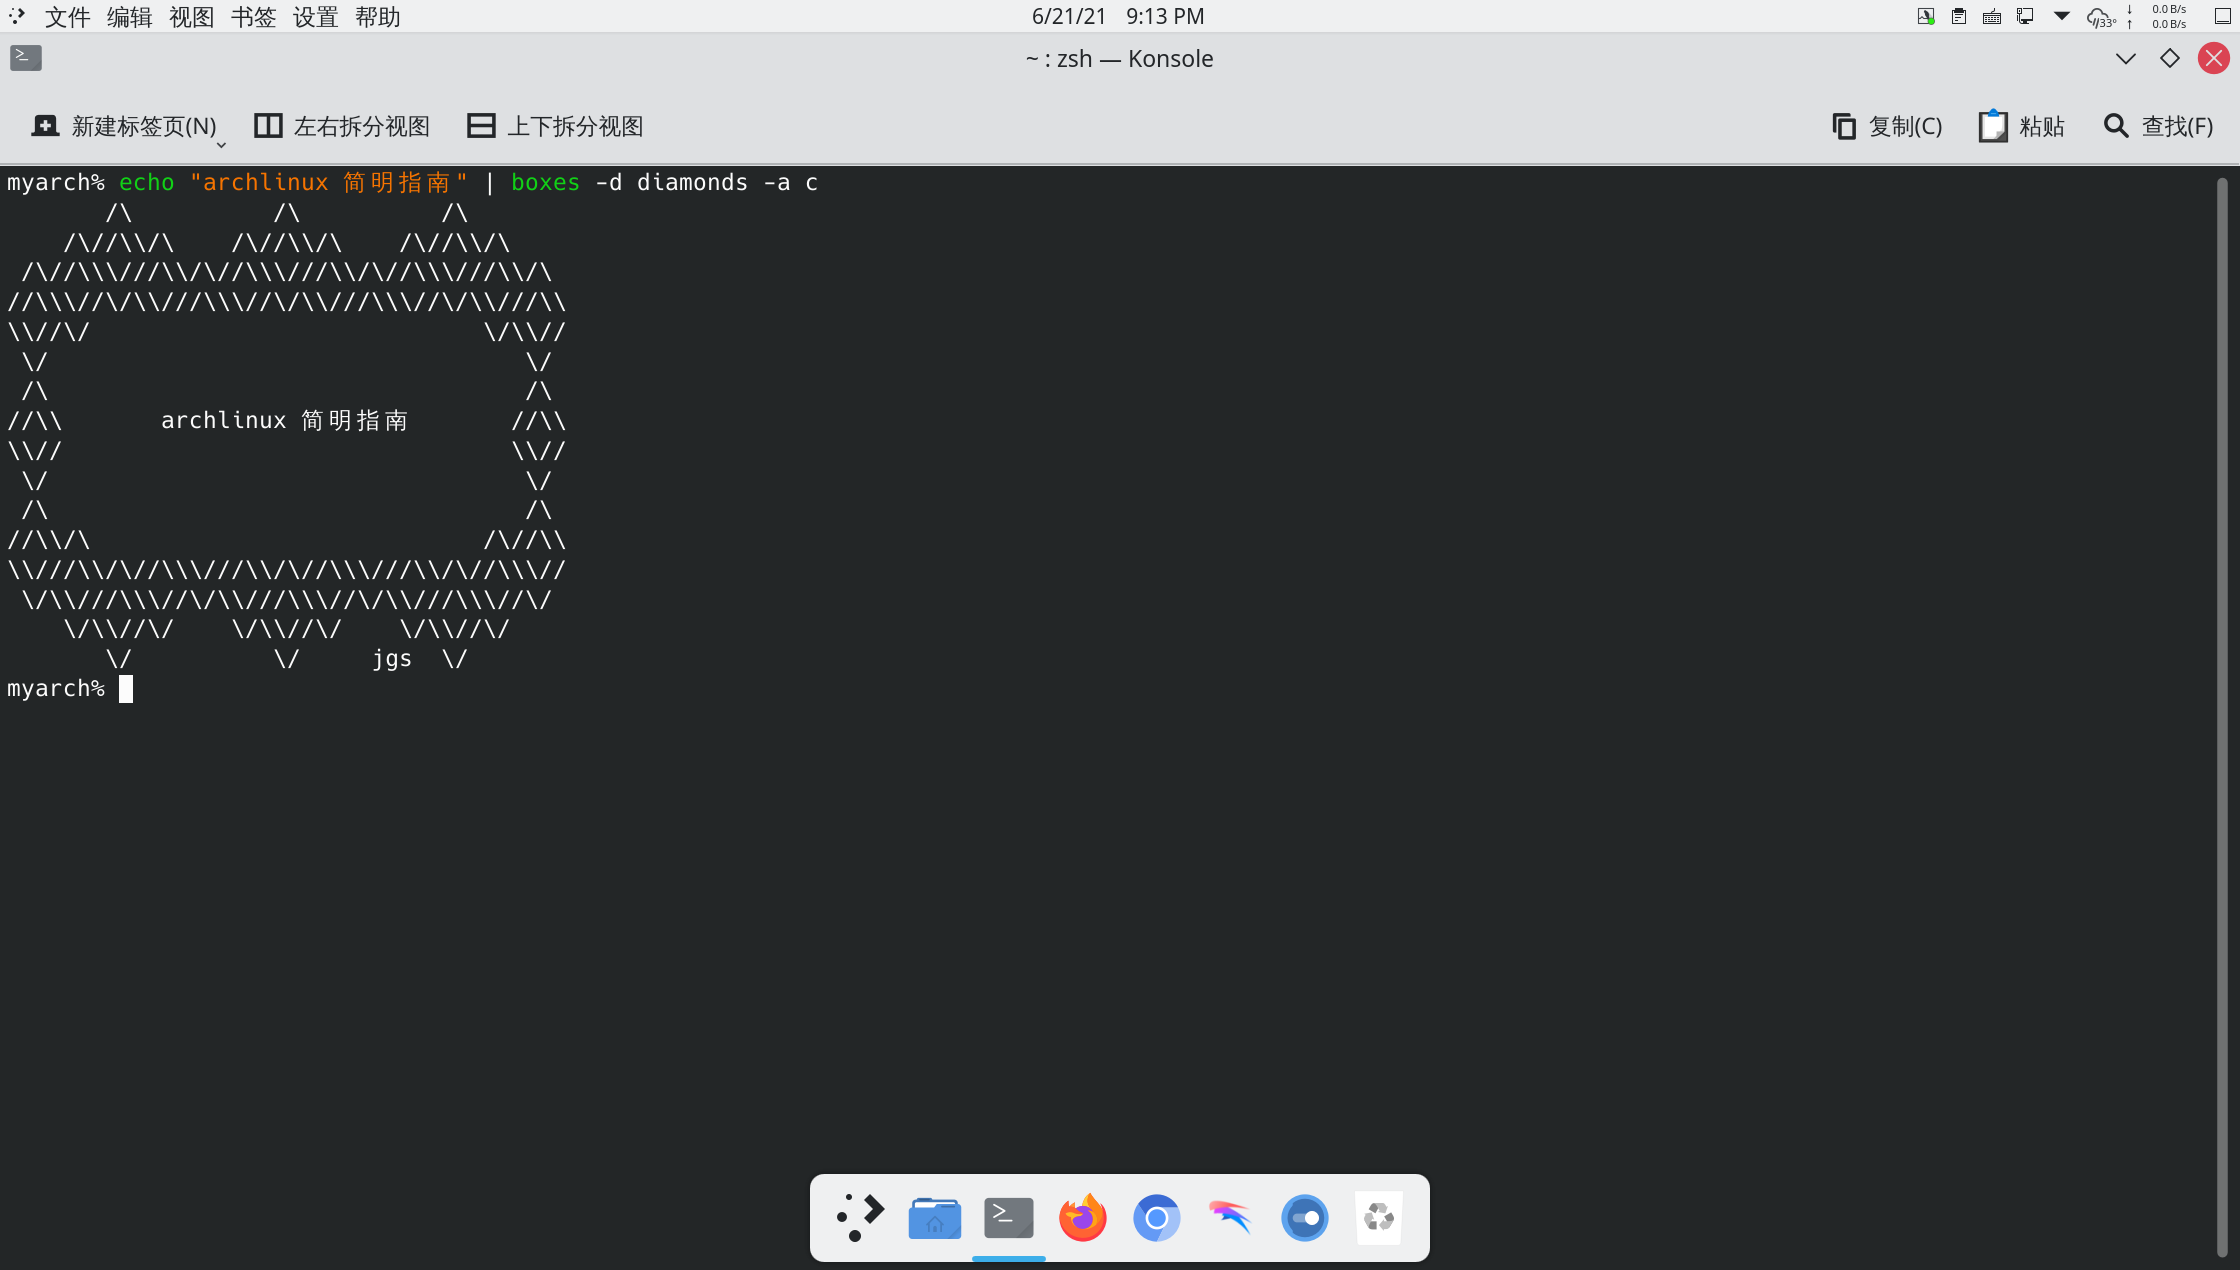 文件 编辑 视图 书签 设置 帮助 6/21/21 9:13 PM 33° ↓ 0.0 B/s ↑ 0.0 B/s
~ : zsh — Konsole
新建标签页(N) 左右拆分视图 上下拆分视图 复制(C) 粘贴 查找(F)
myarch% echo "archlinux 简明指南" | boxes -d diamonds -a c
       /\          /\          /\
    /\//\\/\    /\//\\/\    /\//\\/\
 /\//\\\///\\/\//\\\///\\/\//\\\///\\/\
//\\\//\/\\///\\\//\/\\///\\\//\/\\///\\
\\//\/                            \/\\//
 \/                                  \/
 /\                                  /\
//\\       archlinux 简明指南       //\\
\\//                                \\//
 \/                                  \/
 /\                                  /\
//\\/\                            /\//\\
\\///\\/\//\\\///\\/\//\\\///\\/\//\\\//
 \/\\///\\\//\/\\///\\\//\/\\///\\\//\/
    \/\\//\/    \/\\//\/    \/\\//\/
       \/          \/     jgs  \/
myarch%